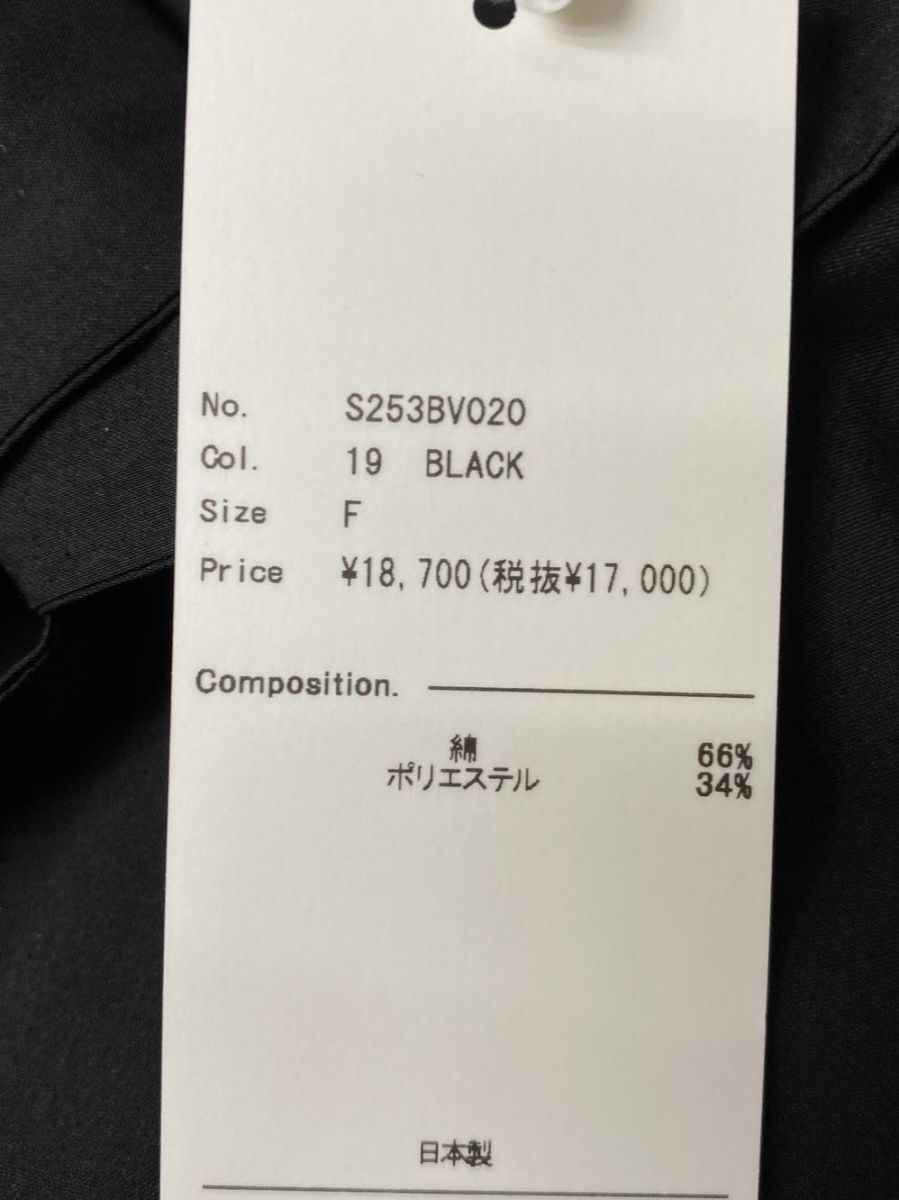 No. S253BV020
Col. 19 BLACK
Size F
Price ¥18,700(税抜¥17,000)
Composition.
綿 66%
ポリエステル 34%
日本製